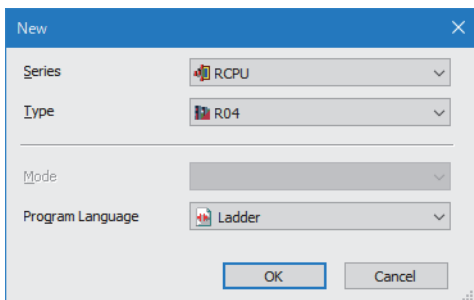 New
Series RCPU
Type R04
Mode
Program Language Ladder
OK Cancel